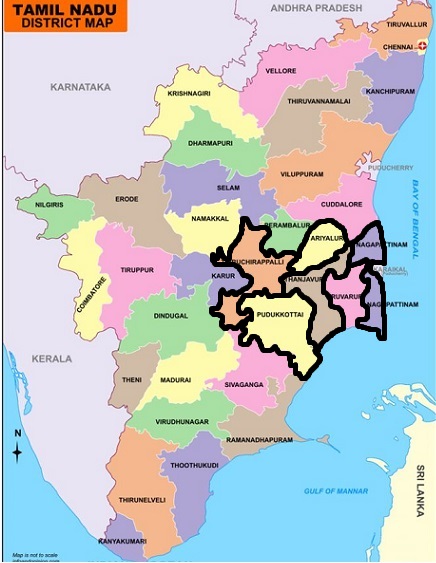 TAMIL NADU
DISTRICT MAP
ANDHRA PRADESH
TIRUVALLUR
CHENNAI
VELLORE
KARNATAKA
KANCHIPURAM
KRISHNAGIRI
THIRUVANNAMALAI
DHARMAPURI
PUDUCHERRY
VILUPPURAM
SELAM
ERODE
NILGIRIS
CUDDALORE
BAY OF BENGAL
NAMAKKAL
PERAMBALUR
ARIYALUR
NAGAPATTINAM
TIRUPPUR
KARUR
UCHIRAPPALLI
KARAIKAL
THANJAVUR
COIMBATORE
IRUVARUR
NAGAPATTINAM
DINDUGAL
PUDUKKOTTAI
KERALA
THENI
MADURAI
SIVAGANGA
VIRUDHUNAGAR
RAMANADHAPURAM
N
THOOTHUKUDI
THIRUNELVELI
GULF OF MANNAR
SRI LANKA
KANYAKUMARI
Map is not to scale